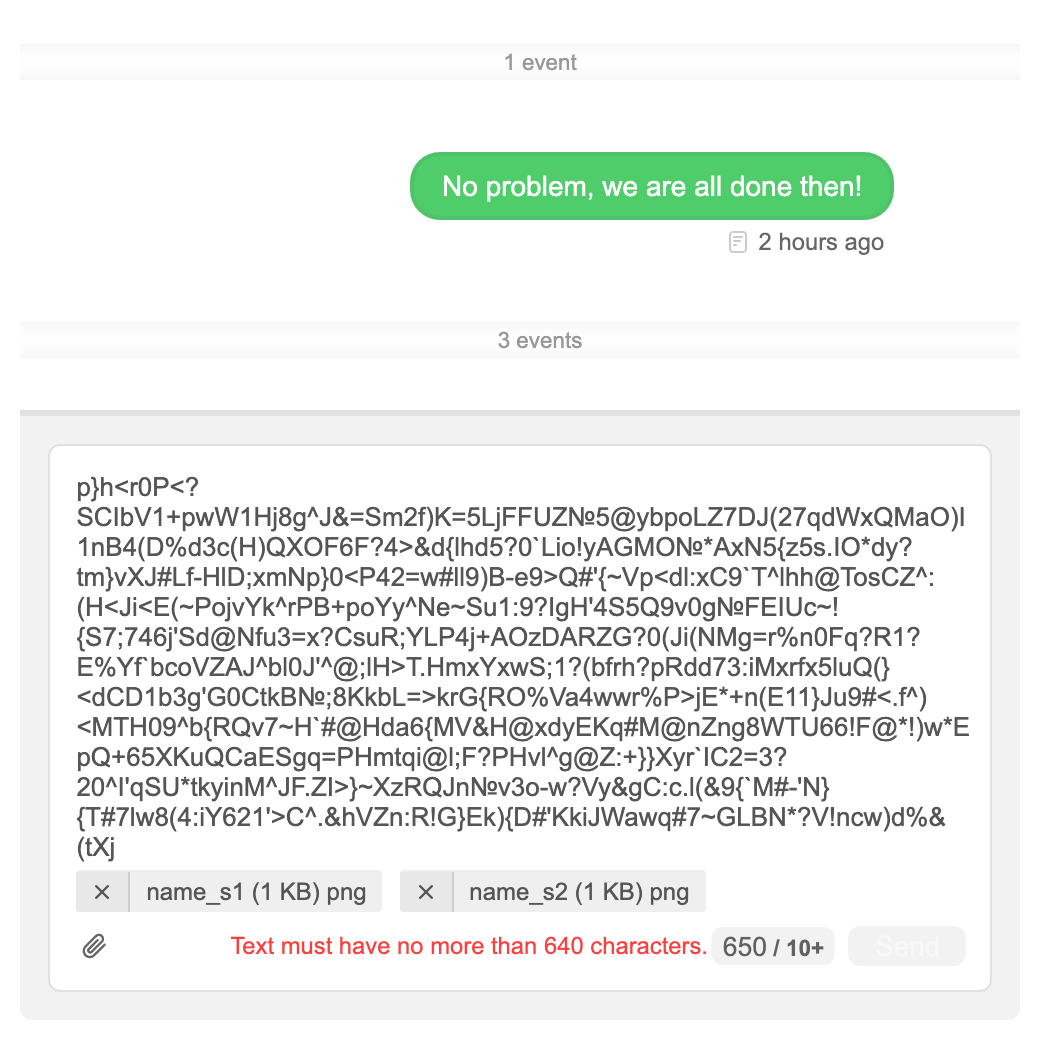 1 event
No problem, we are all done then!
2 hours ago
3 events
p}h<r0P<?
SCIbV1+pwW1Hj8g^J&=Sm2f)K=5LjFFUZ№5@ybpoLZ7DJ(27qdWxQMaO)I
1nB4(D%d3c(H)QXOF6F?4>&d{lhd5?0`Lio!yAGMO№*AxN5{z5s.IO*dy?
tm}vXJ#Lf-HID;xmNp}0<P42=w#ll9)B-e9>Q#'{~Vp<dl:xC9`T^lhh@TosCZ^:
(H<Ji<E(~PojvYk^rPB+poYy^Ne~Su1:9?IgH'4S5Q9v0g№FEIUc~!
{S7;746j'Sd@Nfu3=x?CsuR;YLP4j+AOzDARZG?0(Ji(NMg=r%n0Fq?R1?
E%Yf`bcoVZAJ^bl0J'^@;lH>T.HmxYxwS;1?(bfrh?pRdd73:iMxrfx5luQ(}
<dCD1b3g'G0CtkBN№;8KkbL=>krG{RO%Va4wwr%P>jE*+n(E11}Ju9#<.f^)
<MTH09^b{RQv7~H`#@Hda6{MV&H@xdyEKq#M@nZng8WTU66!F@*!)w*E
pQ+65XKuQCaESgq=PHmtqi@l;F?PHvl^g@Z:+}}Xyr`IC2=3?
20^I'qSU*tkyinM^JF.ZI>}~XzRQJnN№v3o-w?Vy&gC:c.l(&9{`M#-'N}
{T#7lw8(4:iY621'>C^.&hVZn:R!G}Ek){D#'KkiJWawq#7~GLBN*?V!ncw)d%&
(tXj
name_s1 (1 KB) png
name_s2 (1 KB) png
Text must have no more than 640 characters.
650 / 10+
Send